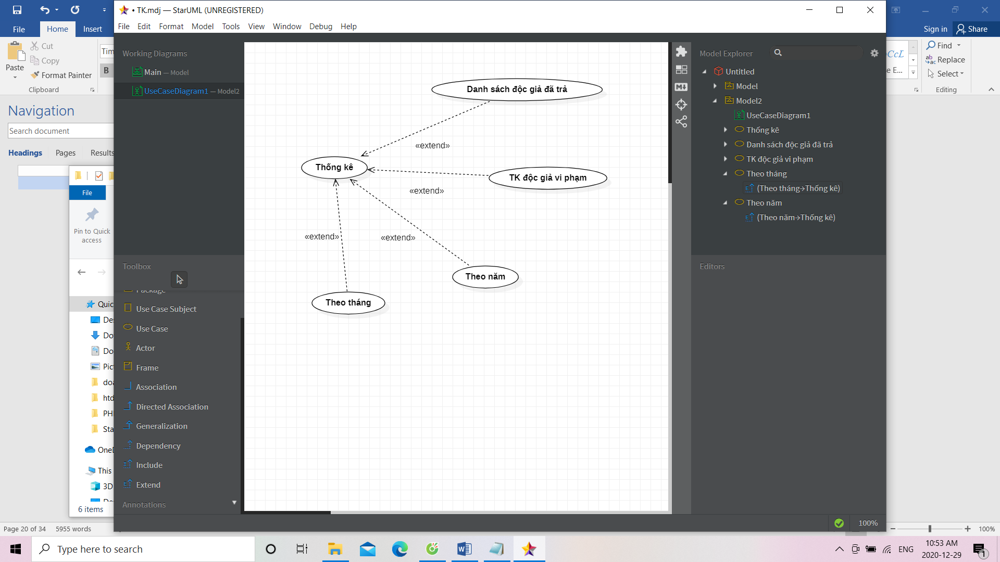 • TK.mdj — StarUML (UNREGISTERED)
File Edit Format Model Tools View Window Debug Help
File Home Insert
Sign in Share
Cut
Copy
Paste
Format Painter
Clipboard
Tim
B
Find
Replace
Select
Editing
CcL
E...
Navigation
Search document
Headings Pages Results
File
Pin to Quick
access
Quic
Des
Do
Do
Pic
doa
htd
PH
Sta
One
This
3D
6 items
Page 20 of 34 5955 words
100%
Working Diagrams
Main — Model
UseCaseDiagram1 — Model2
Toolbox
Package
Use Case Subject
Use Case
Actor
Frame
Association
Directed Association
Generalization
Dependency
Include
Extend
Annotations
Danh sách độc giả đã trả
«extend»
Thống kê
TK độc giả vi phạm
«extend»
«extend»
«extend»
Theo năm
Theo tháng
Model Explorer
Untitled
Model
Model2
UseCaseDiagram1
Thống kê
Danh sách độc giả đã trả
TK độc giả vi phạm
Theo tháng
(Theo tháng→Thống kê)
Theo năm
(Theo năm→Thống kê)
Editors
100%
Type here to search
ENG
10:53 AM
2020-12-29
1